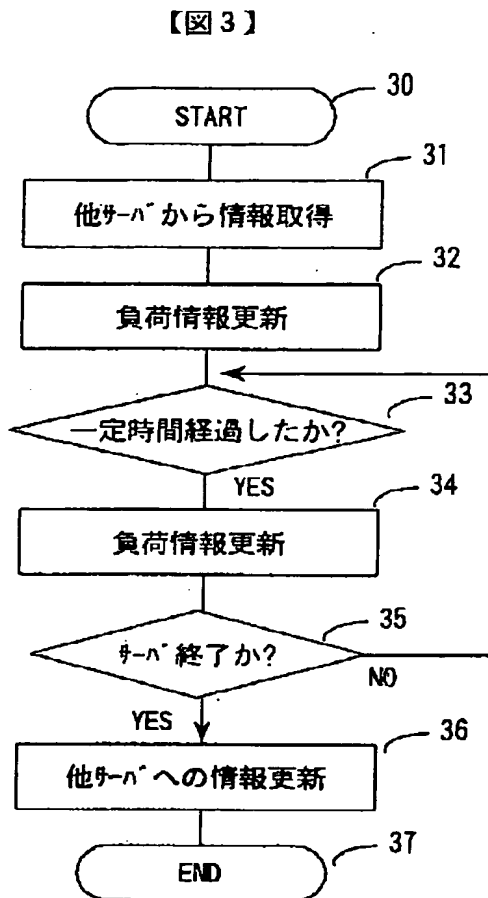 【図3】
30
START
31
他ｻｰﾊﾞから情報取得
32
負荷情報更新
33
一定時間経過したか?
YES
34
負荷情報更新
35
ｻｰﾊﾞ終了か?
NO
YES
36
他ｻｰﾊﾞへの情報更新
37
END